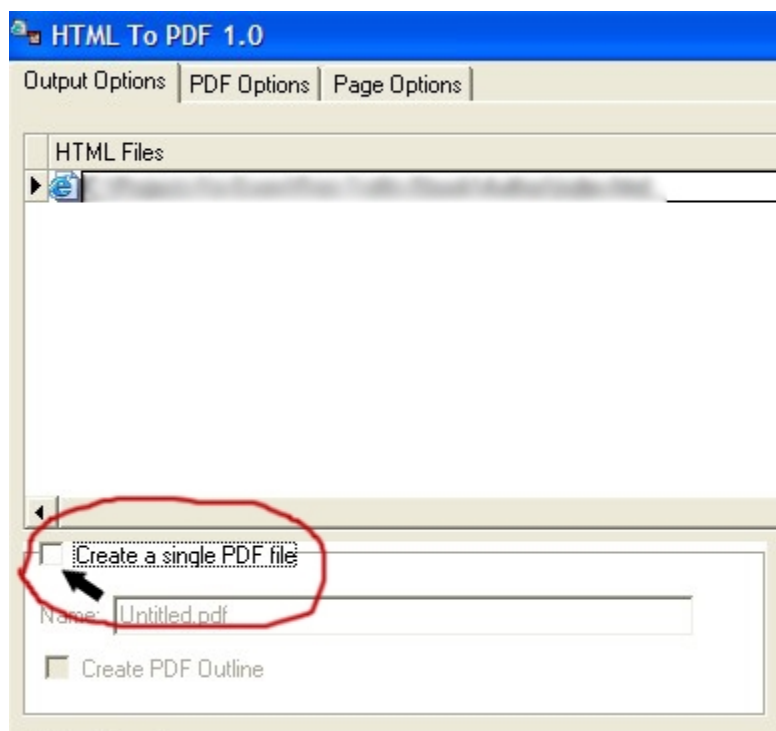 HTML To PDF 1.0
Output Options PDF Options Page Options
HTML Files
Create a single PDF file
Name: Untitled.pdf
Create PDF Outline